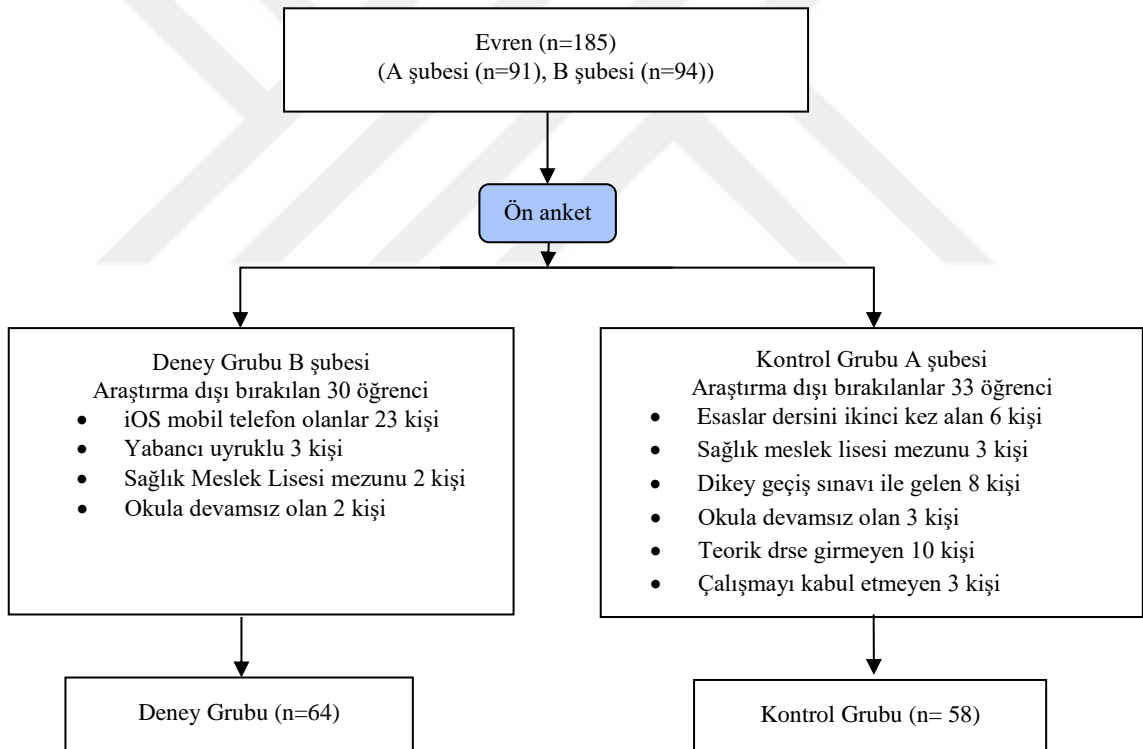 Evren (n=185)
(A şubesi (n=91), B şubesi (n=94))
Ön anket
Deney Grubu B şubesi
Araştırma dışı bırakılan 30 öğrenci
• iOS mobil telefon olanlar 23 kişi
• Yabancı uyruklu 3 kişi
• Sağlık Meslek Lisesi mezunu 2 kişi
• Okula devamsız olan 2 kişi
Kontrol Grubu A şubesi
Araştırma dışı bırakılanlar 33 öğrenci
• Esaslar dersini ikinci kez alan 6 kişi
• Sağlık meslek lisesi mezunu 3 kişi
• Dikey geçiş sınavı ile gelen 8 kişi
• Okula devamsız olan 3 kişi
• Teorik drse girmeyen 10 kişi
• Çalışmayı kabul etmeyen 3 kişi
Deney Grubu (n=64)
Kontrol Grubu (n= 58)